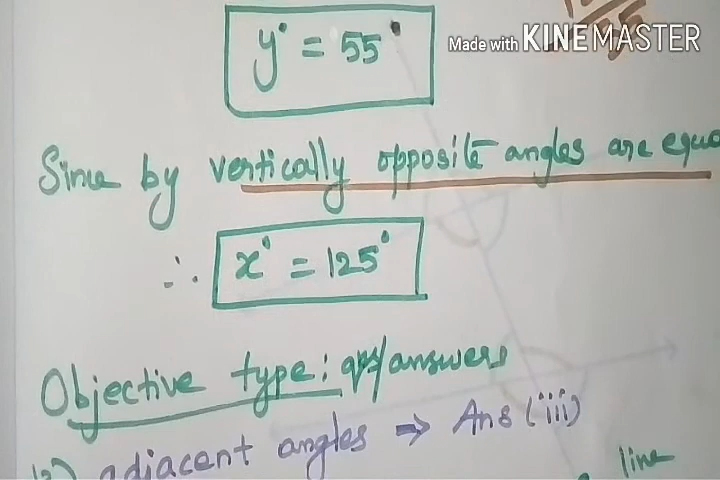 y° = 55°
Made with KINEMASTER
Since by vertically opposite angles are equa
∴ x° = 125°
Objective type: answers
adjacent angles ⇒ Ans (iii)
line